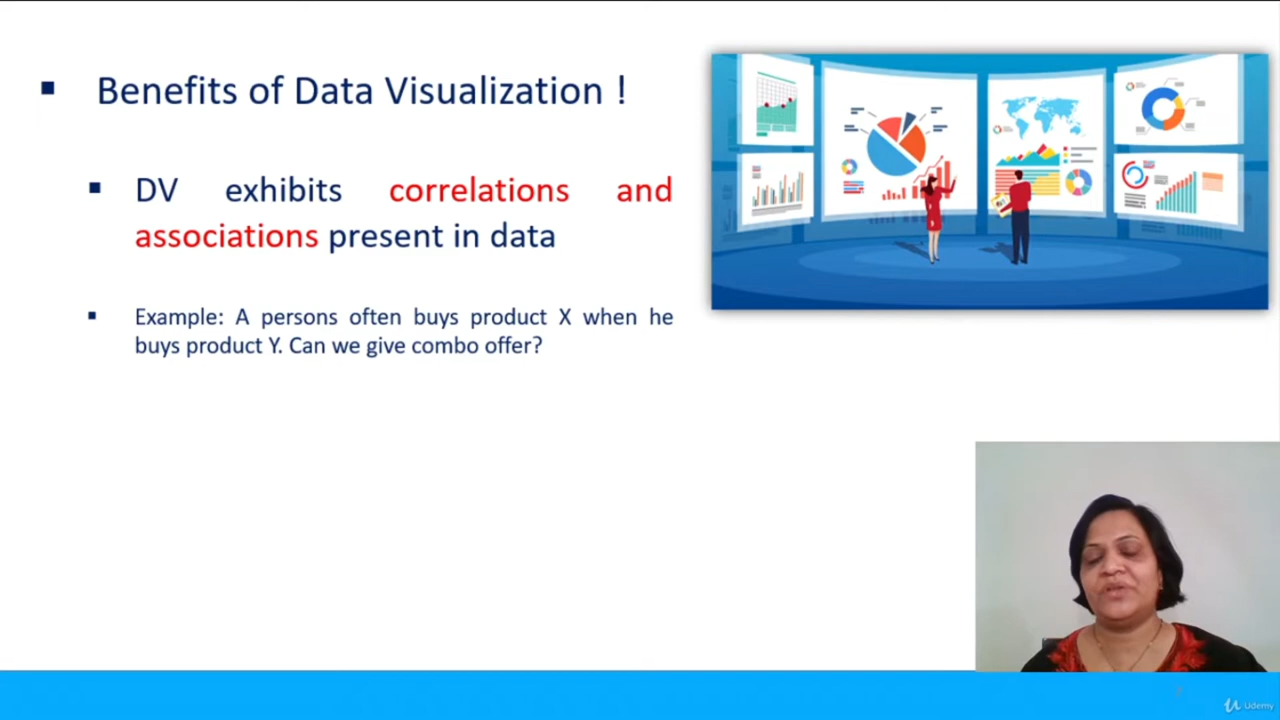 ▪ Benefits of Data Visualization !
▪ DV exhibits correlations and
associations present in data
▪ Example: A persons often buys product X when he
buys product Y. Can we give combo offer?
Udemy